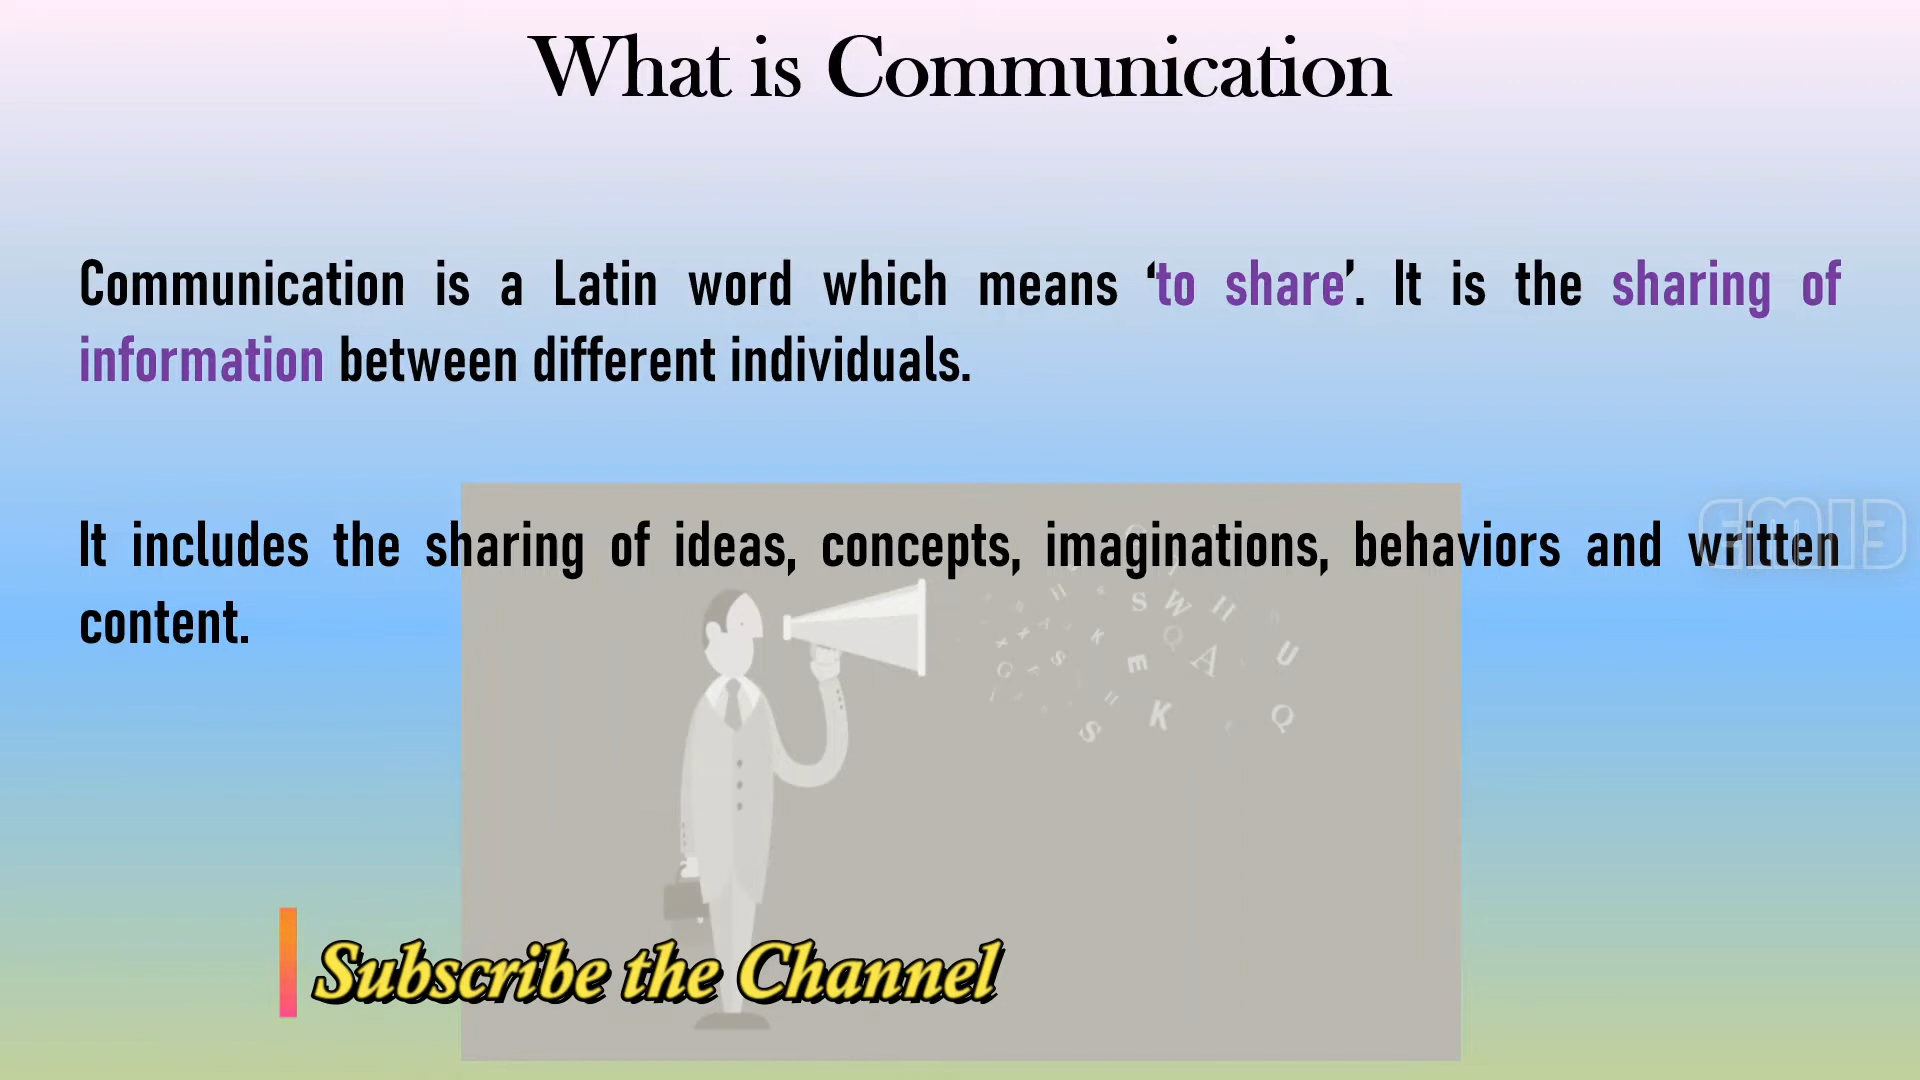 What is Communication
Communication is a Latin word which means ‘to share’. It is the sharing of
information between different individuals.
It includes the sharing of ideas, concepts, imaginations, behaviors and written
content.
Subscribe the Channel